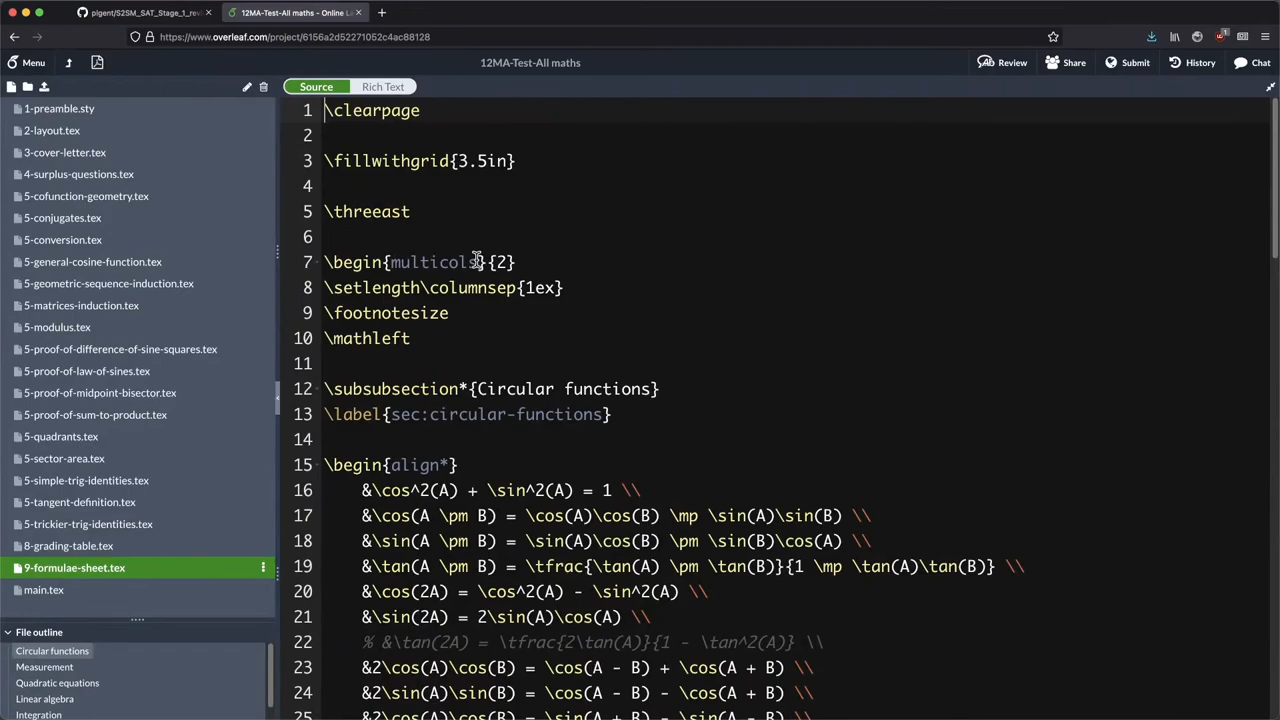 plgent/S2SM_SAT_Stage_1_rev
12MA-Test-All maths - Online L
https://www.overleaf.com/project/6156a2d52271052c4ac88128
Menu
12MA-Test-All maths
Review
Share
Submit
History
Chat
Source
Rich Text
1-preamble.sty
2-layout.tex
3-cover-letter.tex
4-surplus-questions.tex
5-cofunction-geometry.tex
5-conjugates.tex
5-conversion.tex
5-general-cosine-function.tex
5-geometric-sequence-induction.tex
5-matrices-induction.tex
5-modulus.tex
5-proof-of-difference-of-sine-squares.tex
5-proof-of-law-of-sines.tex
5-proof-of-midpoint-bisector.tex
5-proof-of-sum-to-product.tex
5-quadrants.tex
5-sector-area.tex
5-simple-trig-identities.tex
5-tangent-definition.tex
5-trickier-trig-identities.tex
8-grading-table.tex
9-formulae-sheet.tex
main.tex
File outline
Circular functions
Measurement
Quadratic equations
Linear algebra
Integration
1 \clearpage
2
3 \fillwithgrid{3.5in}
4
5 \threeast
6
7 \begin{multicols}{2}
8 \setlength\columnsep{1ex}
9 \footnotesize
10 \mathleft
11
12 \subsubsection*{Circular functions}
13 \label{sec:circular-functions}
14
15 \begin{align*}
16 &\cos^2(A) + \sin^2(A) = 1 \\
17 &\cos(A \pm B) = \cos(A)\cos(B) \mp \sin(A)\sin(B) \\
18 &\sin(A \pm B) = \sin(A)\cos(B) \pm \sin(B)\cos(A) \\
19 &\tan(A \pm B) = \tfrac{\tan(A) \pm \tan(B)}{1 \mp \tan(A)\tan(B)} \\
20 &\cos(2A) = \cos^2(A) - \sin^2(A) \\
21 &\sin(2A) = 2\sin(A)\cos(A) \\
22 % &\tan(2A) = \tfrac{2\tan(A)}{1 - \tan^2(A)} \\
23 &2\cos(A)\cos(B) = \cos(A - B) + \cos(A + B) \\
24 &2\sin(A)\sin(B) = \cos(A - B) - \cos(A + B) \\
25 &2\sin(A)\cos(B) = \sin(A + B) + \sin(A - B) \\